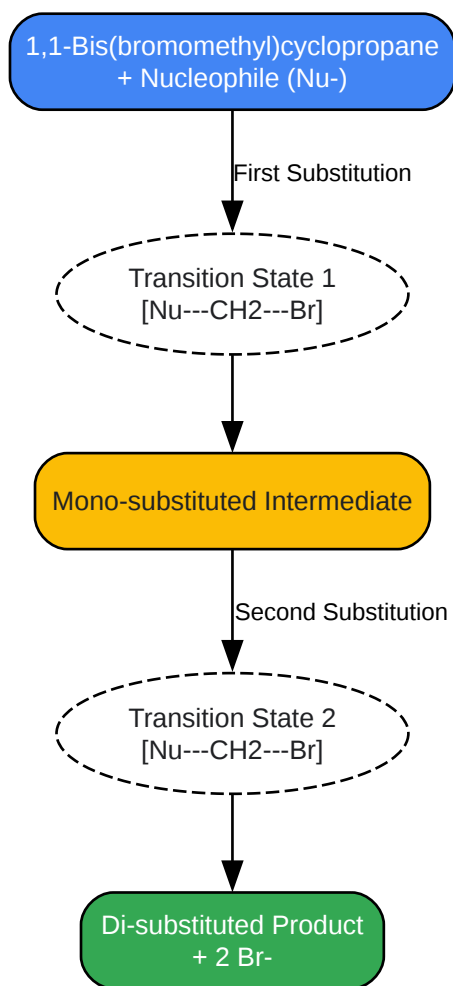 1,1-Bis(bromomethyl)cyclopropane
+ Nucleophile (Nu-)
First Substitution
Transition State 1
[Nu---CH2---Br]
Mono-substituted Intermediate
Second Substitution
Transition State 2
[Nu---CH2---Br]
Di-substituted Product
+ 2 Br-